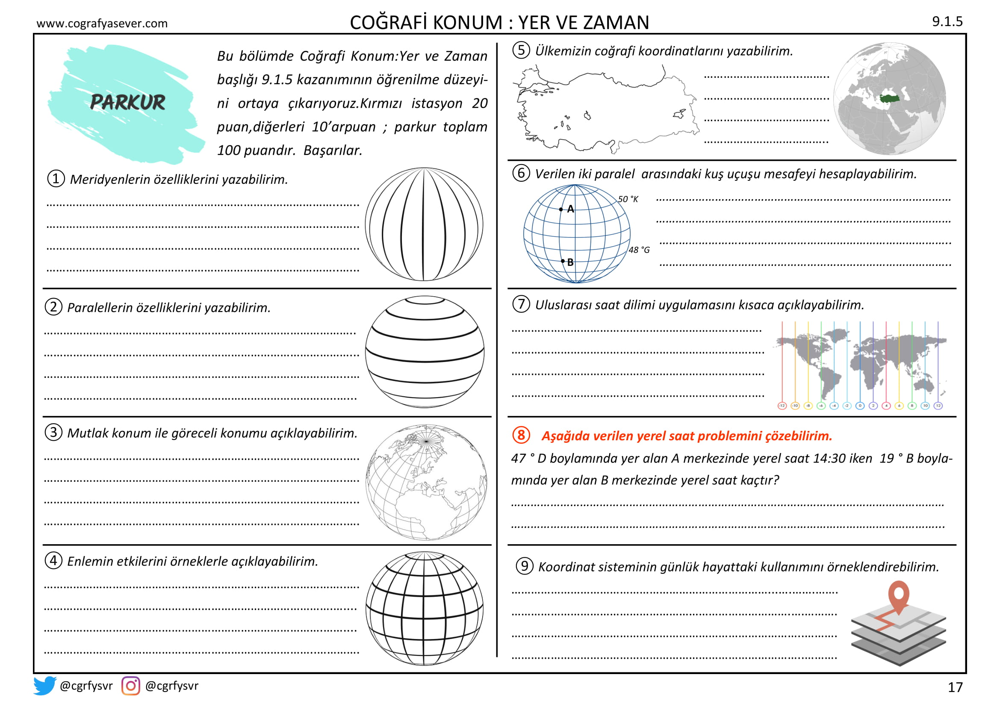 www.cografyasever.com
COĞRAFİ KONUM : YER VE ZAMAN
9.1.5
PARKUR
Bu bölümde Coğrafi Konum:Yer ve Zaman
başlığı 9.1.5 kazanımının öğrenilme düzeyi-
ni ortaya çıkarıyoruz.Kırmızı istasyon 20
puan,diğerleri 10’arpuan ; parkur toplam
100 puandır. Başarılar.
1 Meridyenlerin özelliklerini yazabilirim.
2 Paralellerin özelliklerini yazabilirim.
3 Mutlak konum ile göreceli konumu açıklayabilirim.
4 Enlemin etkilerini örneklerle açıklayabilirim.
5 Ülkemizin coğrafi koordinatlarını yazabilirim.
6 Verilen iki paralel arasındaki kuş uçuşu mesafeyi hesaplayabilirim.
50 °K
A
48 °G
B
7 Uluslarası saat dilimi uygulamasını kısaca açıklayabilirim.
-12 -10 -8 -6 -4 -2 0 2 4 6 8 10 12
8 Aşağıda verilen yerel saat problemini çözebilirim.
47 ° D boylamında yer alan A merkezinde yerel saat 14:30 iken 19 ° B boyla-
mında yer alan B merkezinde yerel saat kaçtır?
9 Koordinat sisteminin günlük hayattaki kullanımını örneklendirebilirim.
@cgrfysvr @cgrfysvr
17